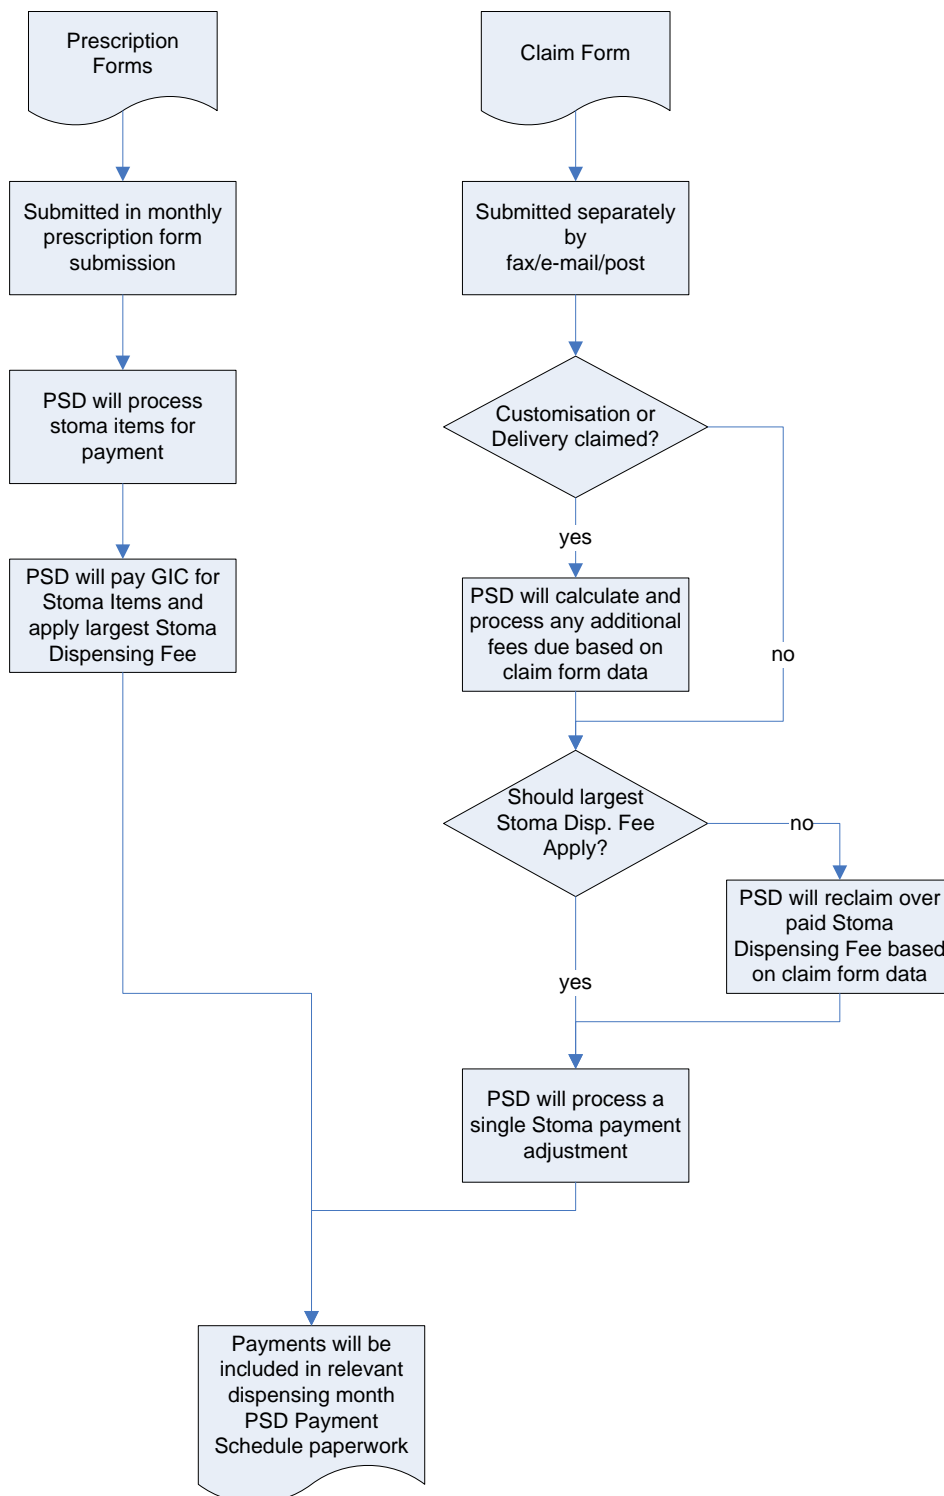 Prescription
Forms
Claim Form
Submitted in monthly
prescription form
submission
Submitted separately
by
fax/e-mail/post
PSD will process
stoma items for
payment
Customisation or
Delivery claimed?
yes
PSD will pay GIC for
Stoma Items and
apply largest Stoma
Dispensing Fee
PSD will calculate and
process any additional
fees due based on
claim form data
no
Should largest
Stoma Disp. Fee
Apply?
no
PSD will reclaim over
paid Stoma
Dispensing Fee based
on claim form data
yes
PSD will process a
single Stoma payment
adjustment
Payments will be
included in relevant
dispensing month
PSD Payment
Schedule paperwork